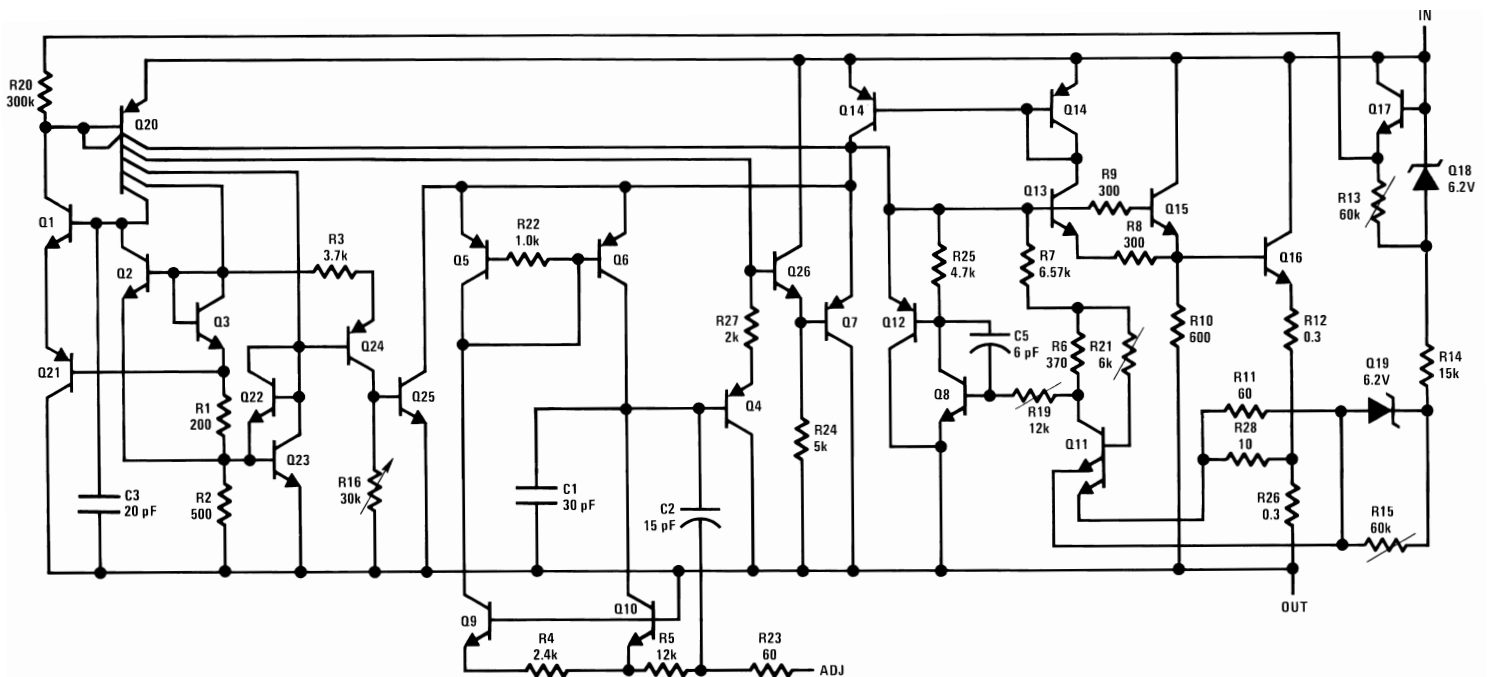 IN
R20
300k
Q20
Q14
Q14
Q17
Q18
6.2V
R13
60k
Q1
R3
3.7k
R22
1.0k
Q13
R9
300
Q15
Q2
Q5
Q6
Q26
R25
4.7k
R7
6.57k
R8
300
Q16
Q3
R27
2k
Q7
Q12
C5
6 pF
R10
600
R12
0.3
Q24
R6
370
R21
6k
Q19
6.2V
R14
15k
Q21
Q22
Q25
Q4
Q8
R19
12k
R11
60
R1
200
R24
5k
Q11
R28
10
Q23
R16
30k
C3
20 pF
R2
500
C1
30 pF
C2
15 pF
R26
0.3
R15
60k
OUT
Q9
Q10
R4
2.4k
R5
12k
R23
60
ADJ